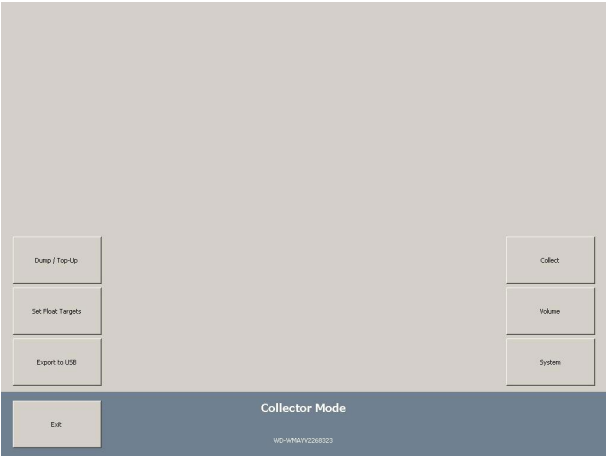 Dump / Top-Up
Collect
Set Float Targets
Volume
Export to USB
System
Exit
Collector Mode
WD-WMAYV2268323